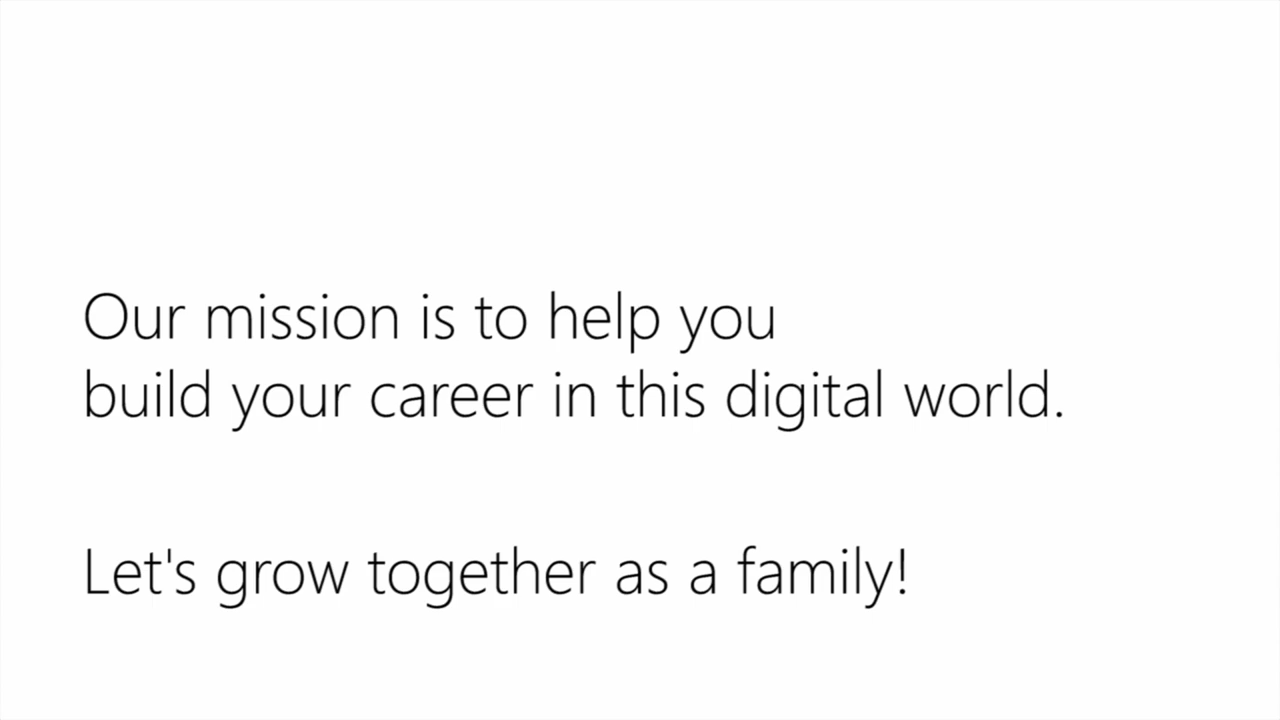 Our mission is to help you
build your career in this digital world.
Let's grow together as a family!